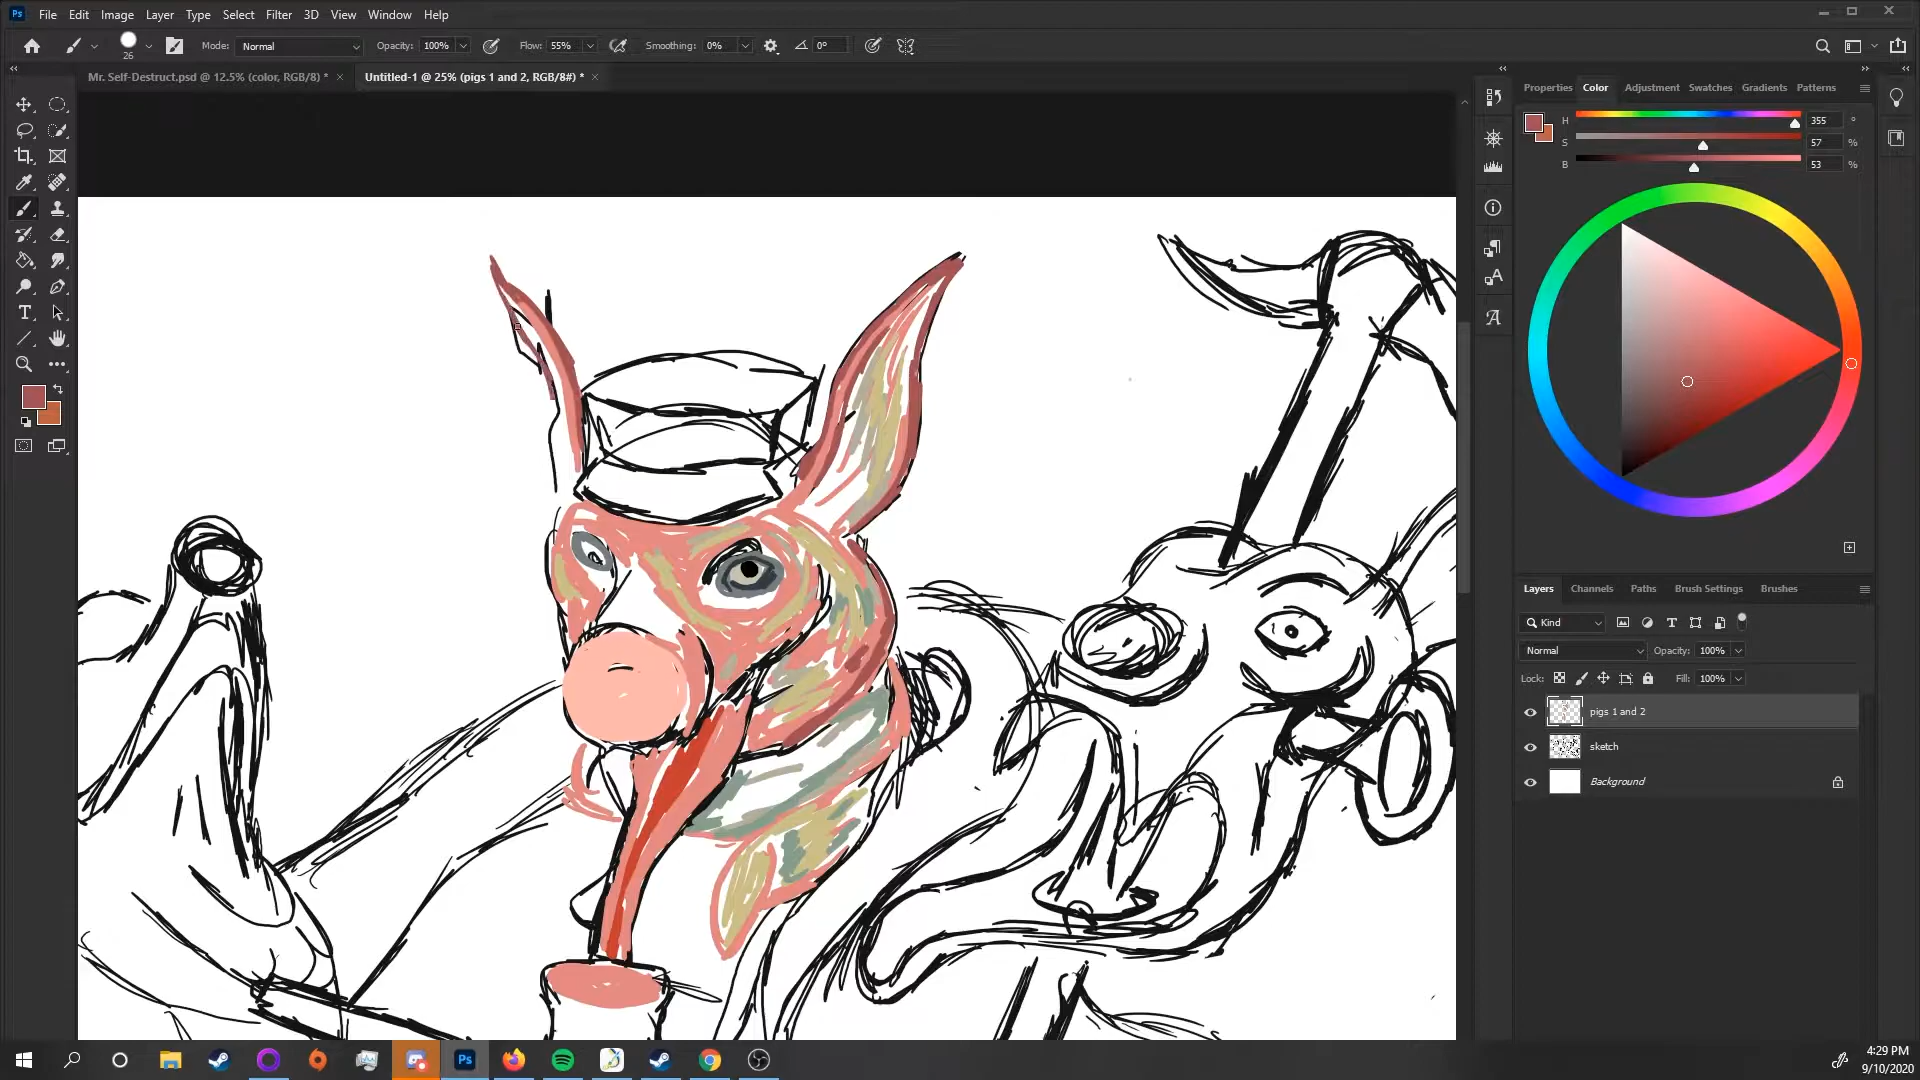 Ps File Edit Image Layer Type Select Filter 3D View Window Help
26 Mode: Normal Opacity: 100% Flow: 55% Smoothing: 0% 0°
Mr. Self-Destruct.psd @ 12.5% (color, RGB/8) * × Untitled-1 @ 25% (pigs 1 and 2, RGB/8#) * ×
Properties Color Adjustment Swatches Gradients Patterns
H 355 °
S 57 %
B 53 %
Layers Channels Paths Brush Settings Brushes
Kind
Normal Opacity: 100%
Lock: Fill: 100%
pigs 1 and 2
sketch
Background
Ps
4:29 PM
9/10/2020